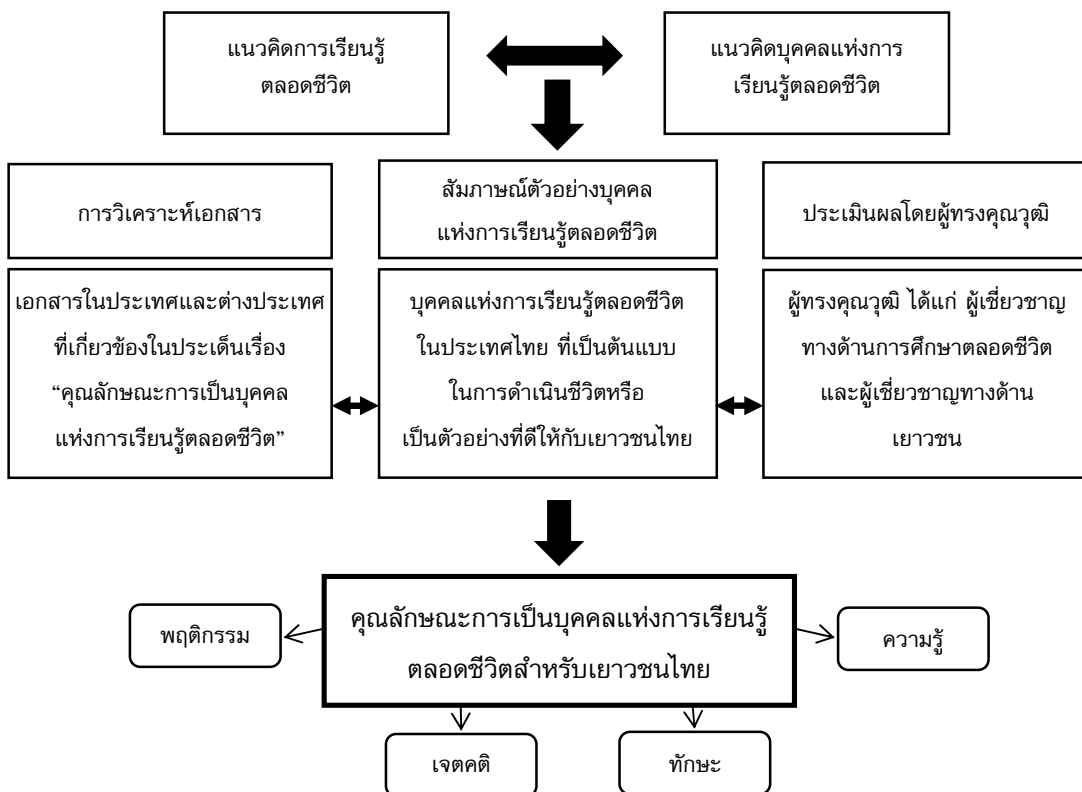 แนวคิดการเรียนรู้
ตลอดชีวิต
แนวคิดบุคคลแห่งการ
เรียนรู้ตลอดชีวิต
การวิเคราะห์เอกสาร
สัมภาษณ์ตัวอย่างบุคคล
แห่งการเรียนรู้ตลอดชีวิต
ประเมินผลโดยผู้ทรงคุณวุฒิ
เอกสารในประเทศและต่างประเทศ
ที่เกี่ยวข้องในประเด็นเรื่อง
“คุณลักษณะการเป็นบุคคล
แห่งการเรียนรู้ตลอดชีวิต”
บุคคลแห่งการเรียนรู้ตลอดชีวิต
ในประเทศไทย ที่เป็นต้นแบบ
ในการดำเนินชีวิตหรือ
เป็นตัวอย่างที่ดีให้กับเยาวชนไทย
ผู้ทรงคุณวุฒิ ได้แก่ ผู้เชี่ยวชาญ
ทางด้านการศึกษาตลอดชีวิต
และผู้เชี่ยวชาญทางด้าน
เยาวชน
คุณลักษณะการเป็นบุคคลแห่งการเรียนรู้
ตลอดชีวิตสำหรับเยาวชนไทย
พฤติกรรม
ความรู้
เจตคติ
ทักษะ